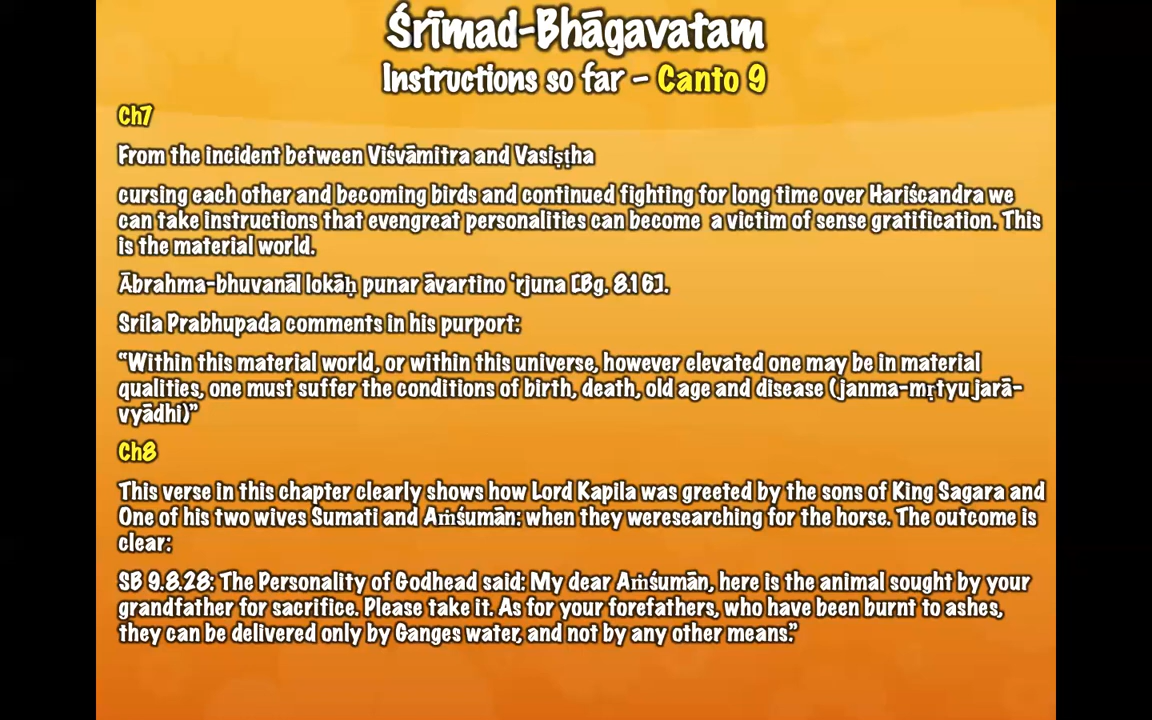 Śrīmad-Bhāgavatam
Instructions so far – Canto 9
Ch7
From the incident between Viśvāmitra and Vasiṣṭha
cursing each other and becoming birds and continued fighting for long time over Hariścandra we
can take instructions that evengreat personalities can become a victim of sense gratification. This
is the material world.
Ābrahma-bhuvanāl lokāḥ punar āvartino 'rjuna [Bg. 8.16].
Srila Prabhupada comments in his purport:
“Within this material world, or within this universe, however elevated one may be in material
qualities, one must suffer the conditions of birth, death, old age and disease (janma-mṛtyu jarā-
vyādhi)”
Ch8
This verse in this chapter clearly shows how Lord Kapila was greeted by the sons of King Sagara and
One of his two wives Sumati and Aṁśumān: when they weresearching for the horse. The outcome is
clear:
SB 9.8.28: The Personality of Godhead said: My dear Aṁśumān, here is the animal sought by your
grandfather for sacrifice. Please take it. As for your forefathers, who have been burnt to ashes,
they can be delivered only by Ganges water, and not by any other means.”